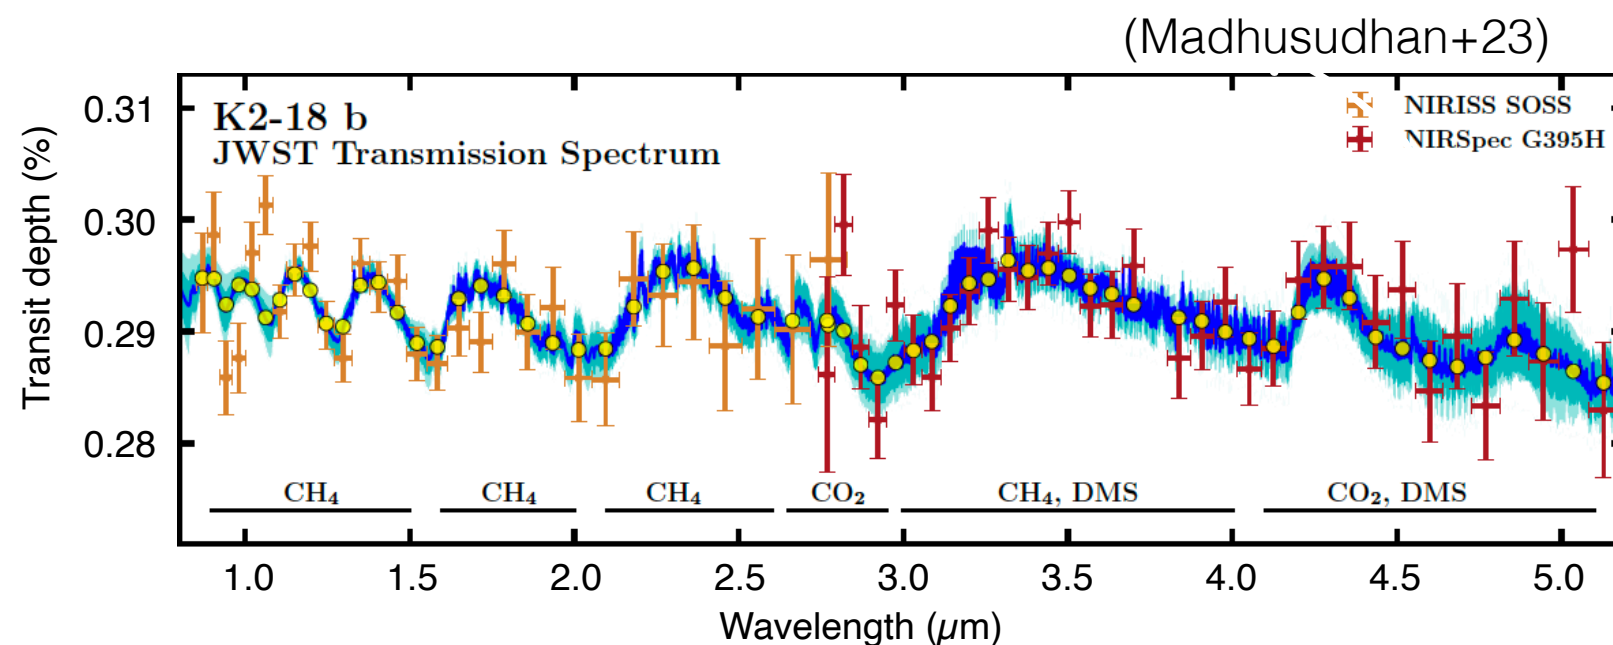 (Madhusudhan+23)
K2-18 b
JWST Transmission Spectrum
NIRISS SOSS
NIRSpec G395H
Transit depth (%)
0.31
0.30
0.29
0.28
CH₄ CH₄ CH₄ CO₂ CH₄, DMS CO₂, DMS
1.0 1.5 2.0 2.5 3.0 3.5 4.0 4.5 5.0
Wavelength (μm)